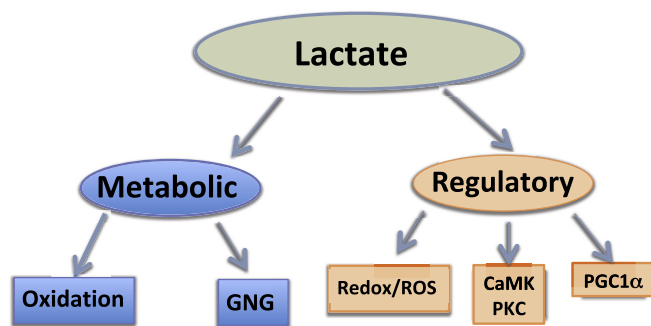 Lactate
Metabolic
Regulatory
Oxidation
GNG
Redox/ROS
CaMK
PKC
PGC1α